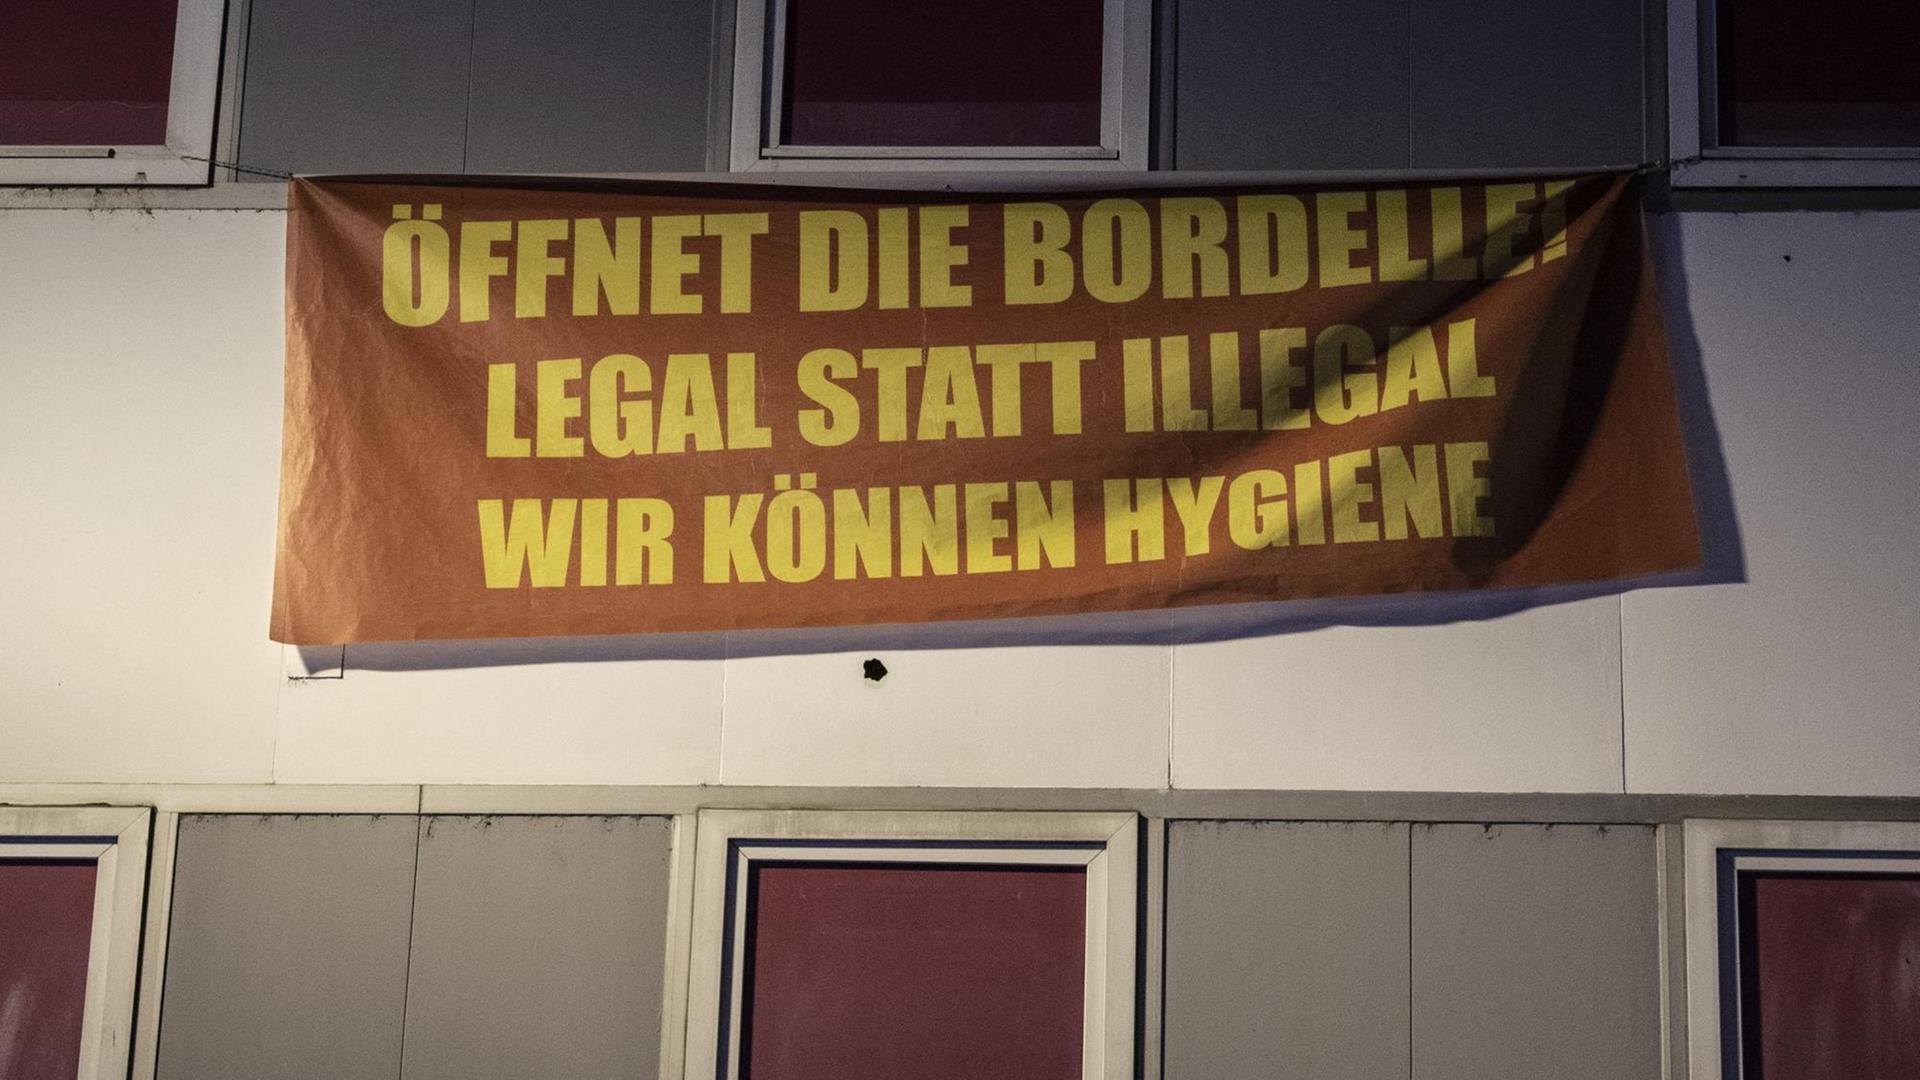 ÖFFNET DIE BORDELLE!
LEGAL STATT ILLEGAL
WIR KÖNNEN HYGIENE